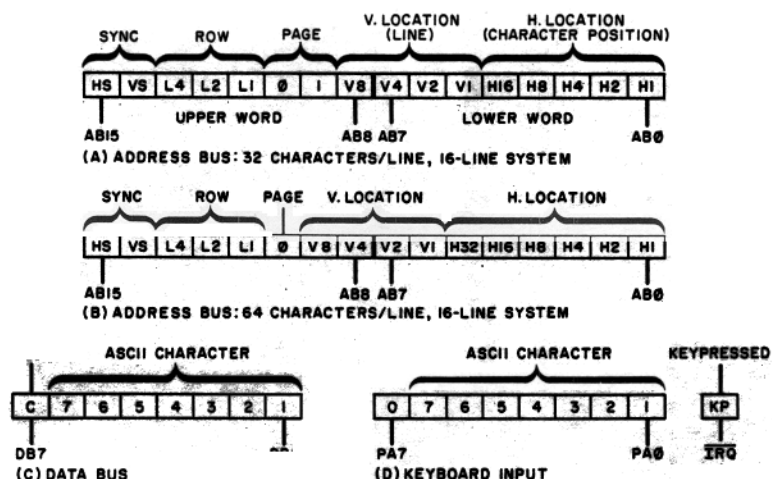 SYNC ROW PAGE V. LOCATION (LINE) H. LOCATION (CHARACTER POSITION)
HS VS L4 L2 L1 Ø 1 V8 V4 V2 V1 H16 H8 H4 H2 H1
UPPER WORD LOWER WORD
AB15 AB8 AB7 ABØ
(A) ADDRESS BUS: 32 CHARACTERS/LINE, 16-LINE SYSTEM
SYNC ROW PAGE V. LOCATION H. LOCATION
HS VS L4 L2 L1 Ø V8 V4 V2 V1 H32 H16 H8 H4 H2 H1
AB15 AB8 AB7 ABØ
(B) ADDRESS BUS: 64 CHARACTERS/LINE, 16-LINE SYSTEM
ASCII CHARACTER ASCII CHARACTER KEYPRESSED
C 7 6 5 4 3 2 1 O 7 6 5 4 3 2 1 KP
DB7 PA7 PAØ IRQ
(C) DATA BUS (D) KEYBOARD INPUT